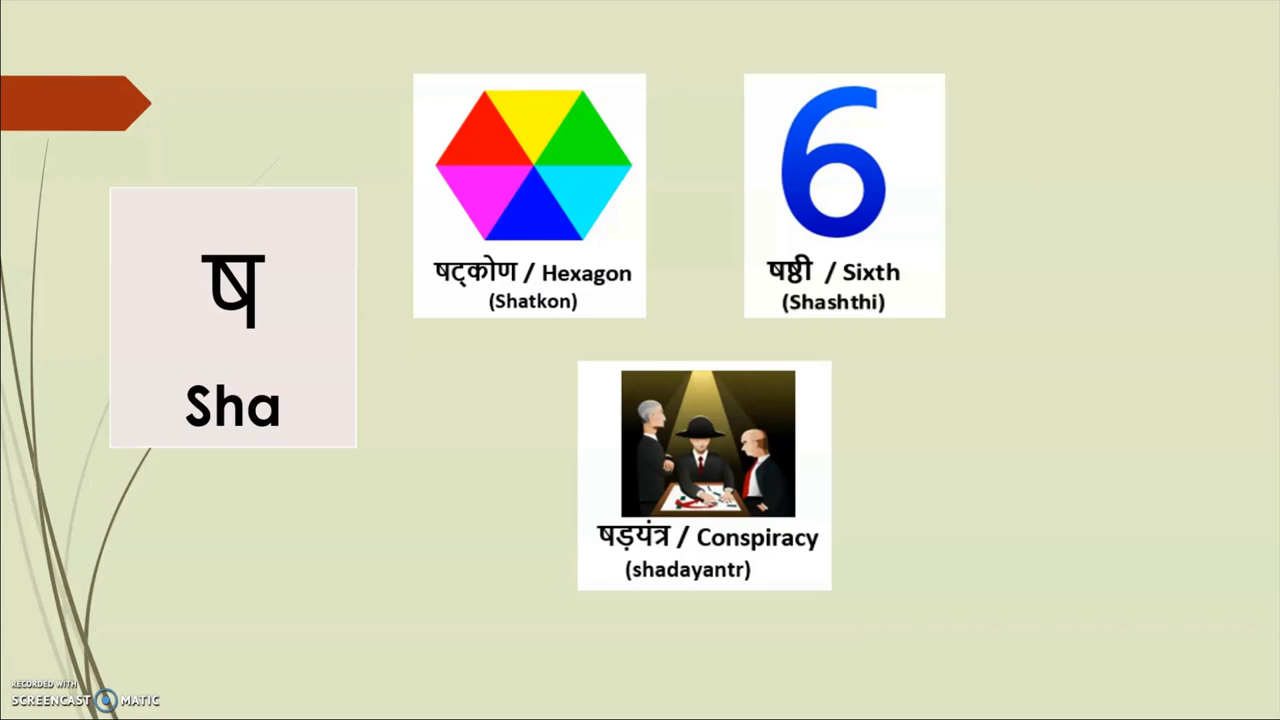 ष
Sha
षट्कोण / Hexagon
(Shatkon)
6
षष्ठी / Sixth
(Shashthi)
षड़यंत्र / Conspiracy
(shadayantr)
RECORDED WITH
SCREENCAST MATIC